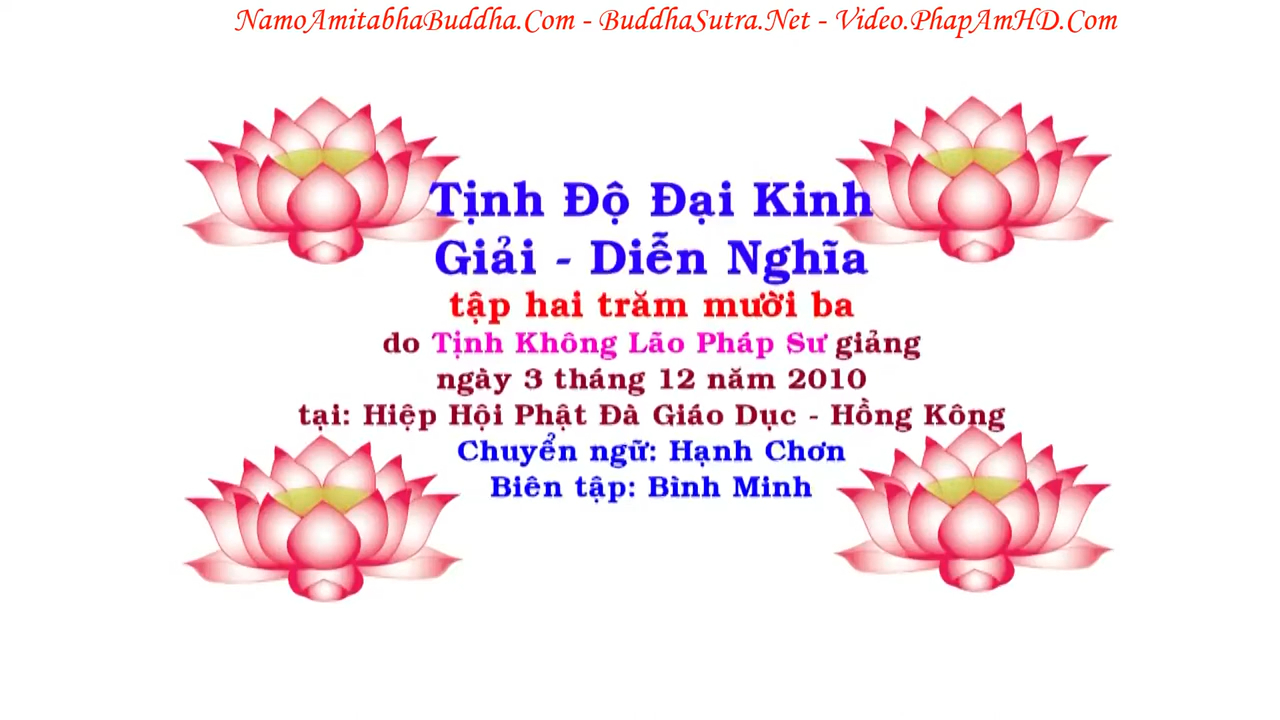 NamoAmitabhaBuddha.Com - BuddhaSutra.Net - Video.PhapAmHD.Com
Tịnh Độ Đại Kinh
Giải - Diễn Nghĩa
tập hai trăm mười ba
do Tịnh Không Lão Pháp Sư giảng
ngày 3 tháng 12 năm 2010
tại: Hiệp Hội Phật Đà Giáo Dục - Hồng Kông
Chuyển ngữ: Hạnh Chơn
Biên tập: Bình Minh